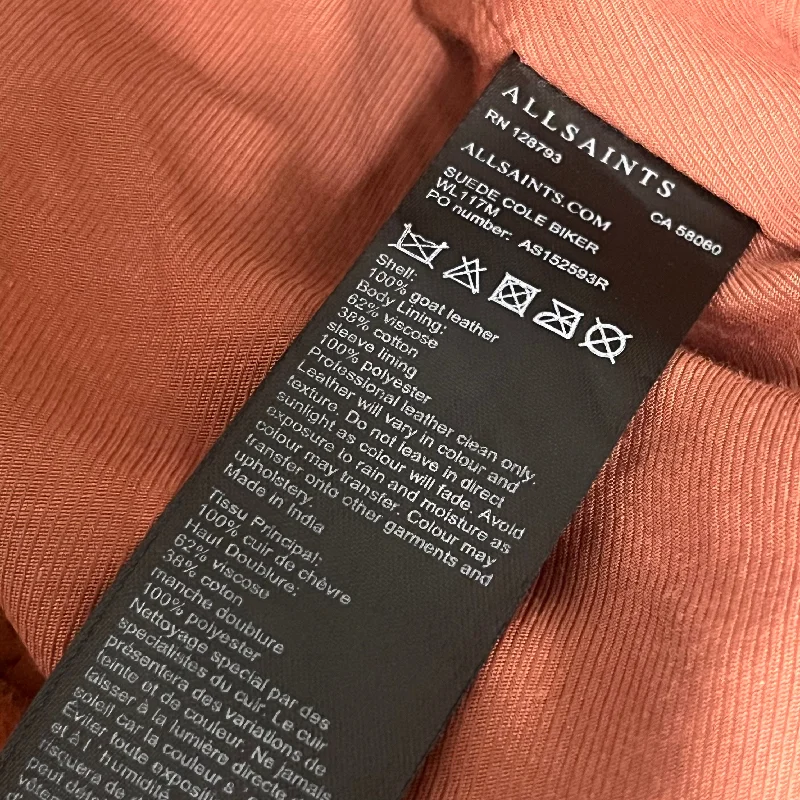 ALLSAINTS
RN 128793
CA 58060
ALLSAINTS.COM
SUEDE COLE BIKER
WL117M
PO number: AS152593R
Shell:
100% goat leather
Body Lining:
62% viscose
38% cotton
sleeve lining
100% polyester
Professional leather clean only.
Leather will vary in colour and
texture. Do not leave in direct
sunlight as colour will fade. Avoid
exposure to rain and moisture as
colour may transfer. Colour may
transfer onto other garments and
upholstery.
Made in India
Tissu Principal:
100% cuir de chèvre
Haut Doublure:
62% viscose
38% coton
manche doublure
100% polyester
Nettoyage special par des
specialistes du cuir. Le cuir
présentera des variations de
teinte et de couleur. Ne jamais
laisser à la lumière directe
soleil car la couleur
Éviter toute
et à l'humidité
risquera de
peut